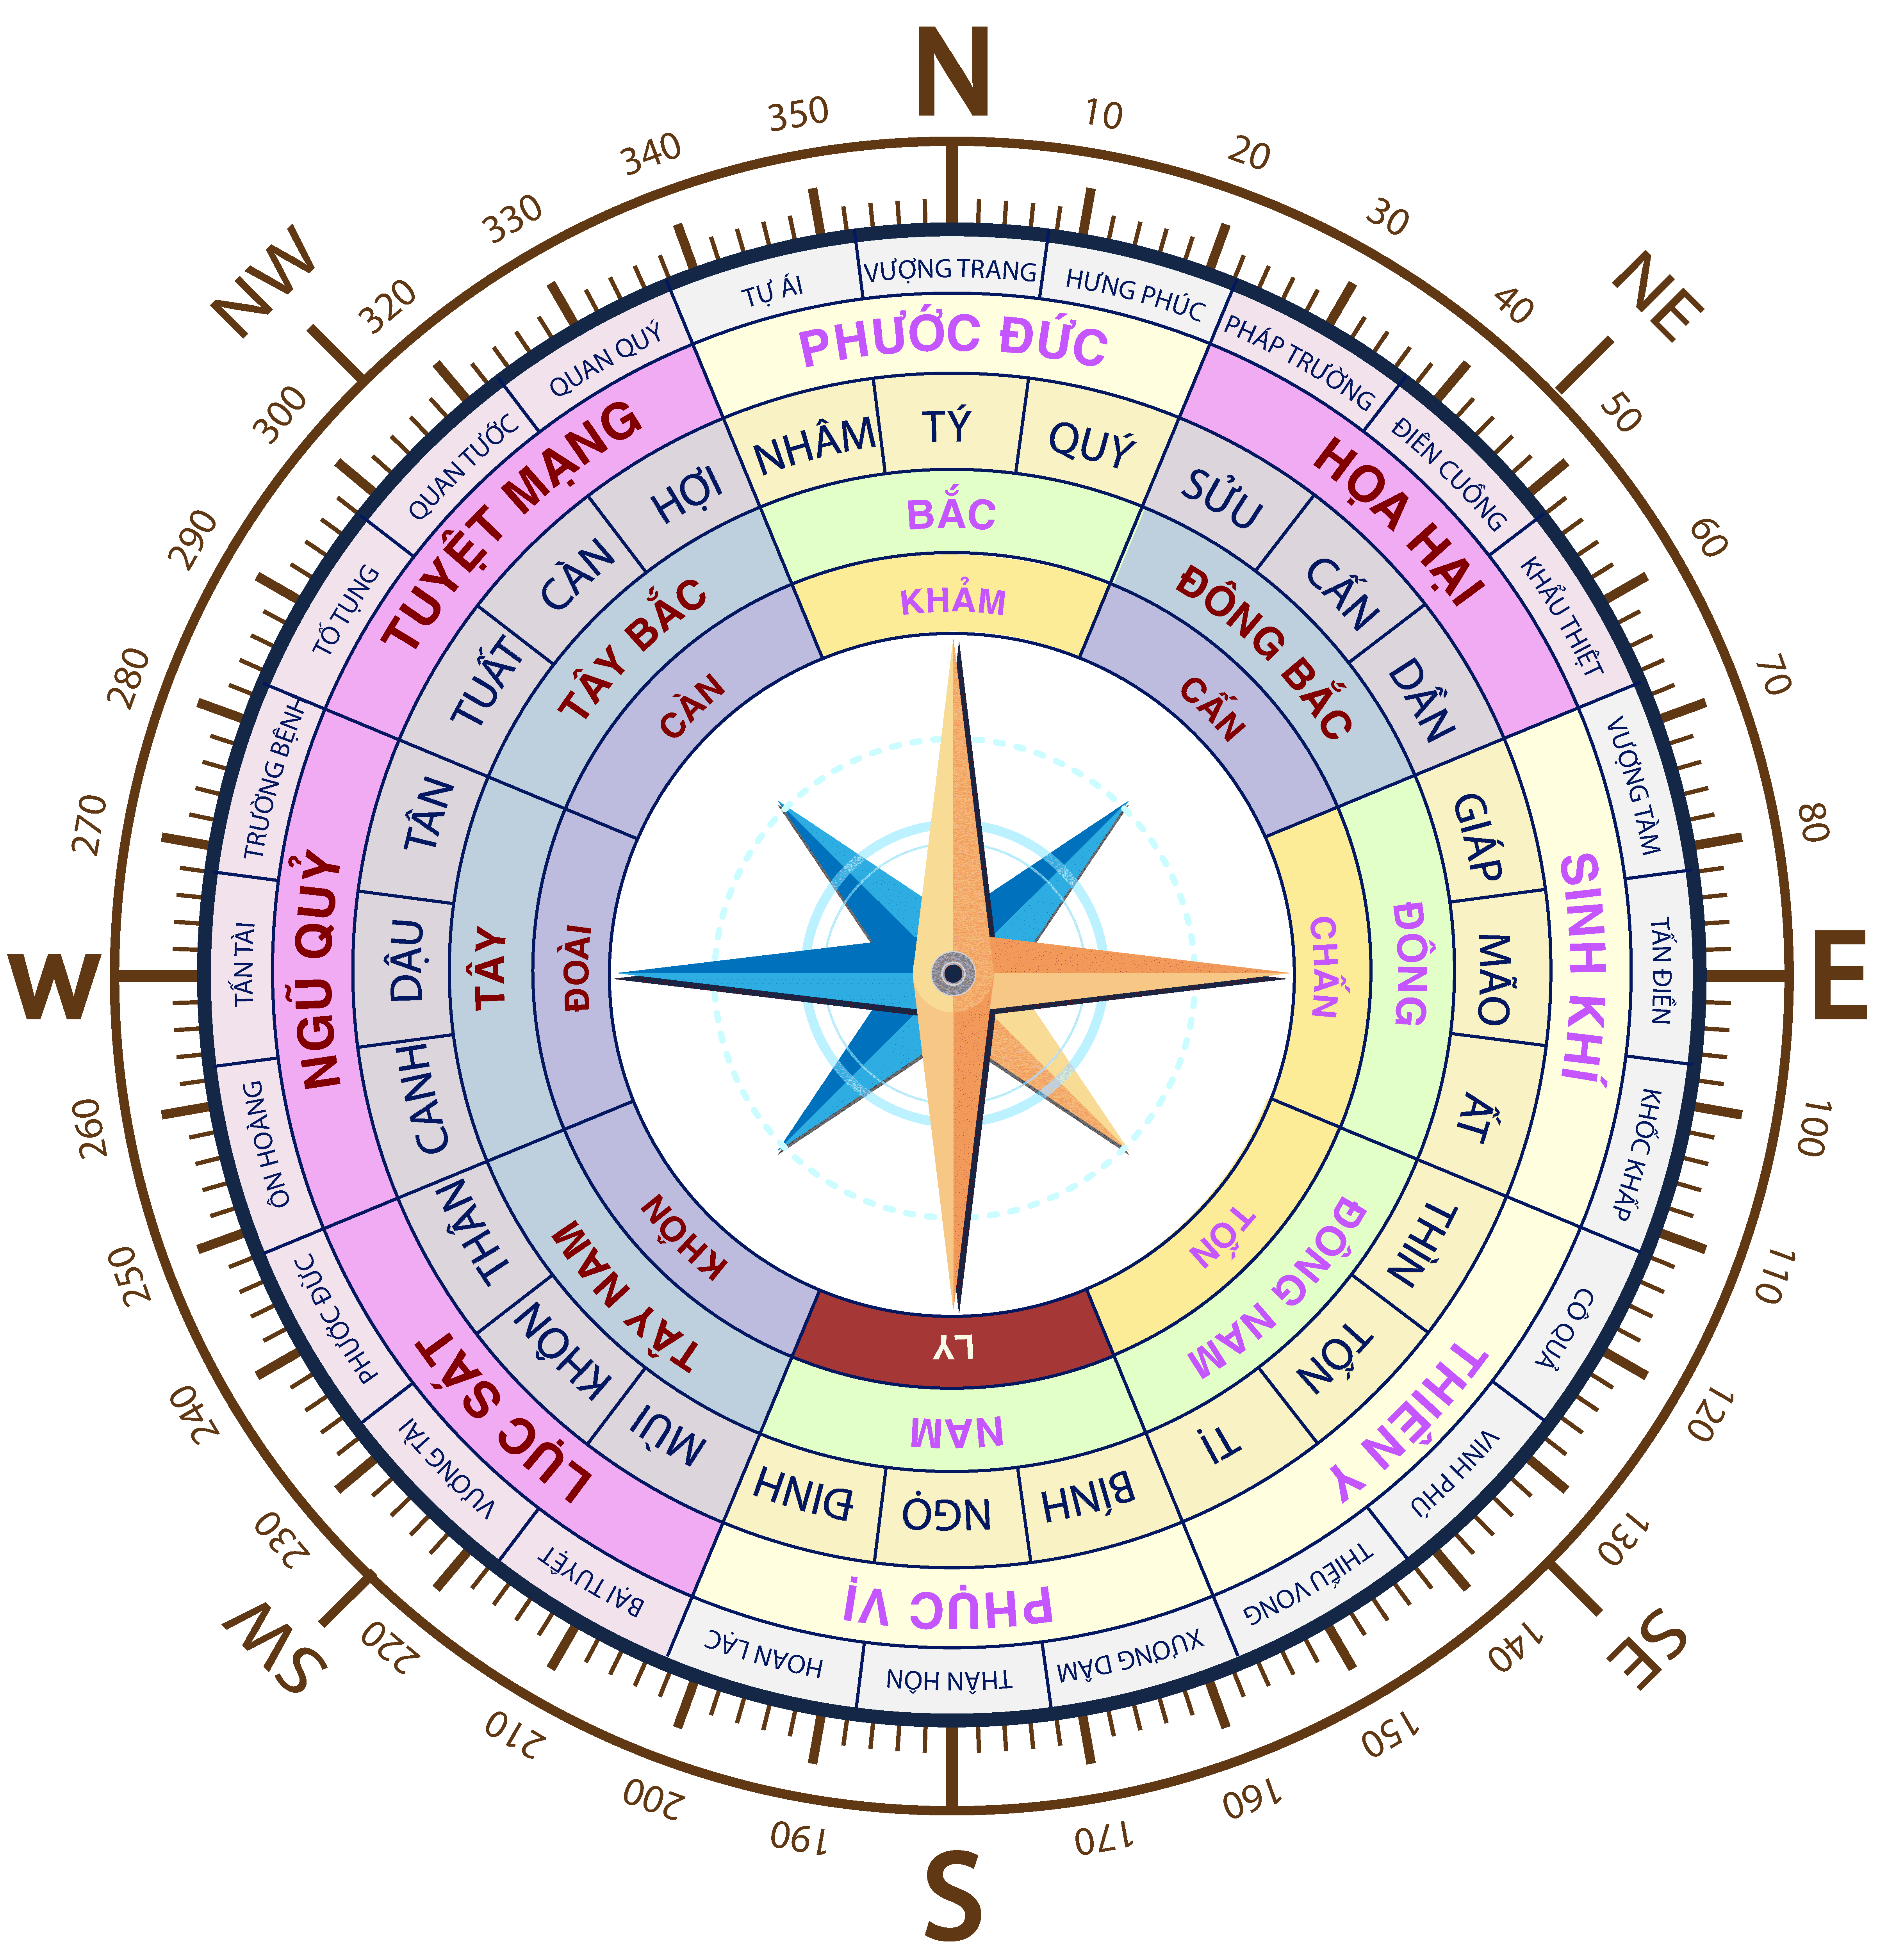 N
10
20
30
40
NE
50
60
70
80
E
100
110
120
130
SE
140
150
160
170
S
190
200
210
220
SW
230
240
250
260
W
270
280
290
300
NW
320
330
340
350
TỰ ÁI
VƯỢNG TRANG
HƯNG PHÚC
PHÁP TRƯỜNG
ĐIÊN CUỒNG
KHẨU THIỆT
VƯỢNG TÀM
TẤN ĐIỀN
KHỐC KHẤP
CÔ QUẢ
VINH PHÚ
THIẾU VONG
XƯƠNG DÂM
THÂN HÔN
HOAN LẠC
BẠI TUYỆT
VƯỢNG TÀI
PHƯỚC ĐỨC
ÔN HOÀNG
TẤN TÀI
TRƯỜNG BỆNH
TỐ TỤNG
QUAN TƯỚC
QUAN QUÝ
PHƯỚC ĐỨC
HỌA HẠI
SINH KHÍ
THIÊN Y
PHỤC VỊ
LỤC SÁT
NGŨ QUỶ
TUYỆT MẠNG
NHÂM
TÝ
QUÝ
SỬU
CẤN
DẦN
GIÁP
MÃO
ẤT
THÌN
TỐN
TỊ
BÍNH
NGỌ
ĐINH
MÙI
KHÔN
THÂN
CANH
DẬU
TÂN
TUẤT
CÀN
HỢI
BẮC
ĐÔNG BẮC
ĐÔNG
ĐÔNG NAM
NAM
TÂY NAM
TÂY
TÂY BẮC
KHẢM
CẤN
CHẤN
TỐN
LY
KHÔN
ĐOÀI
CÀN